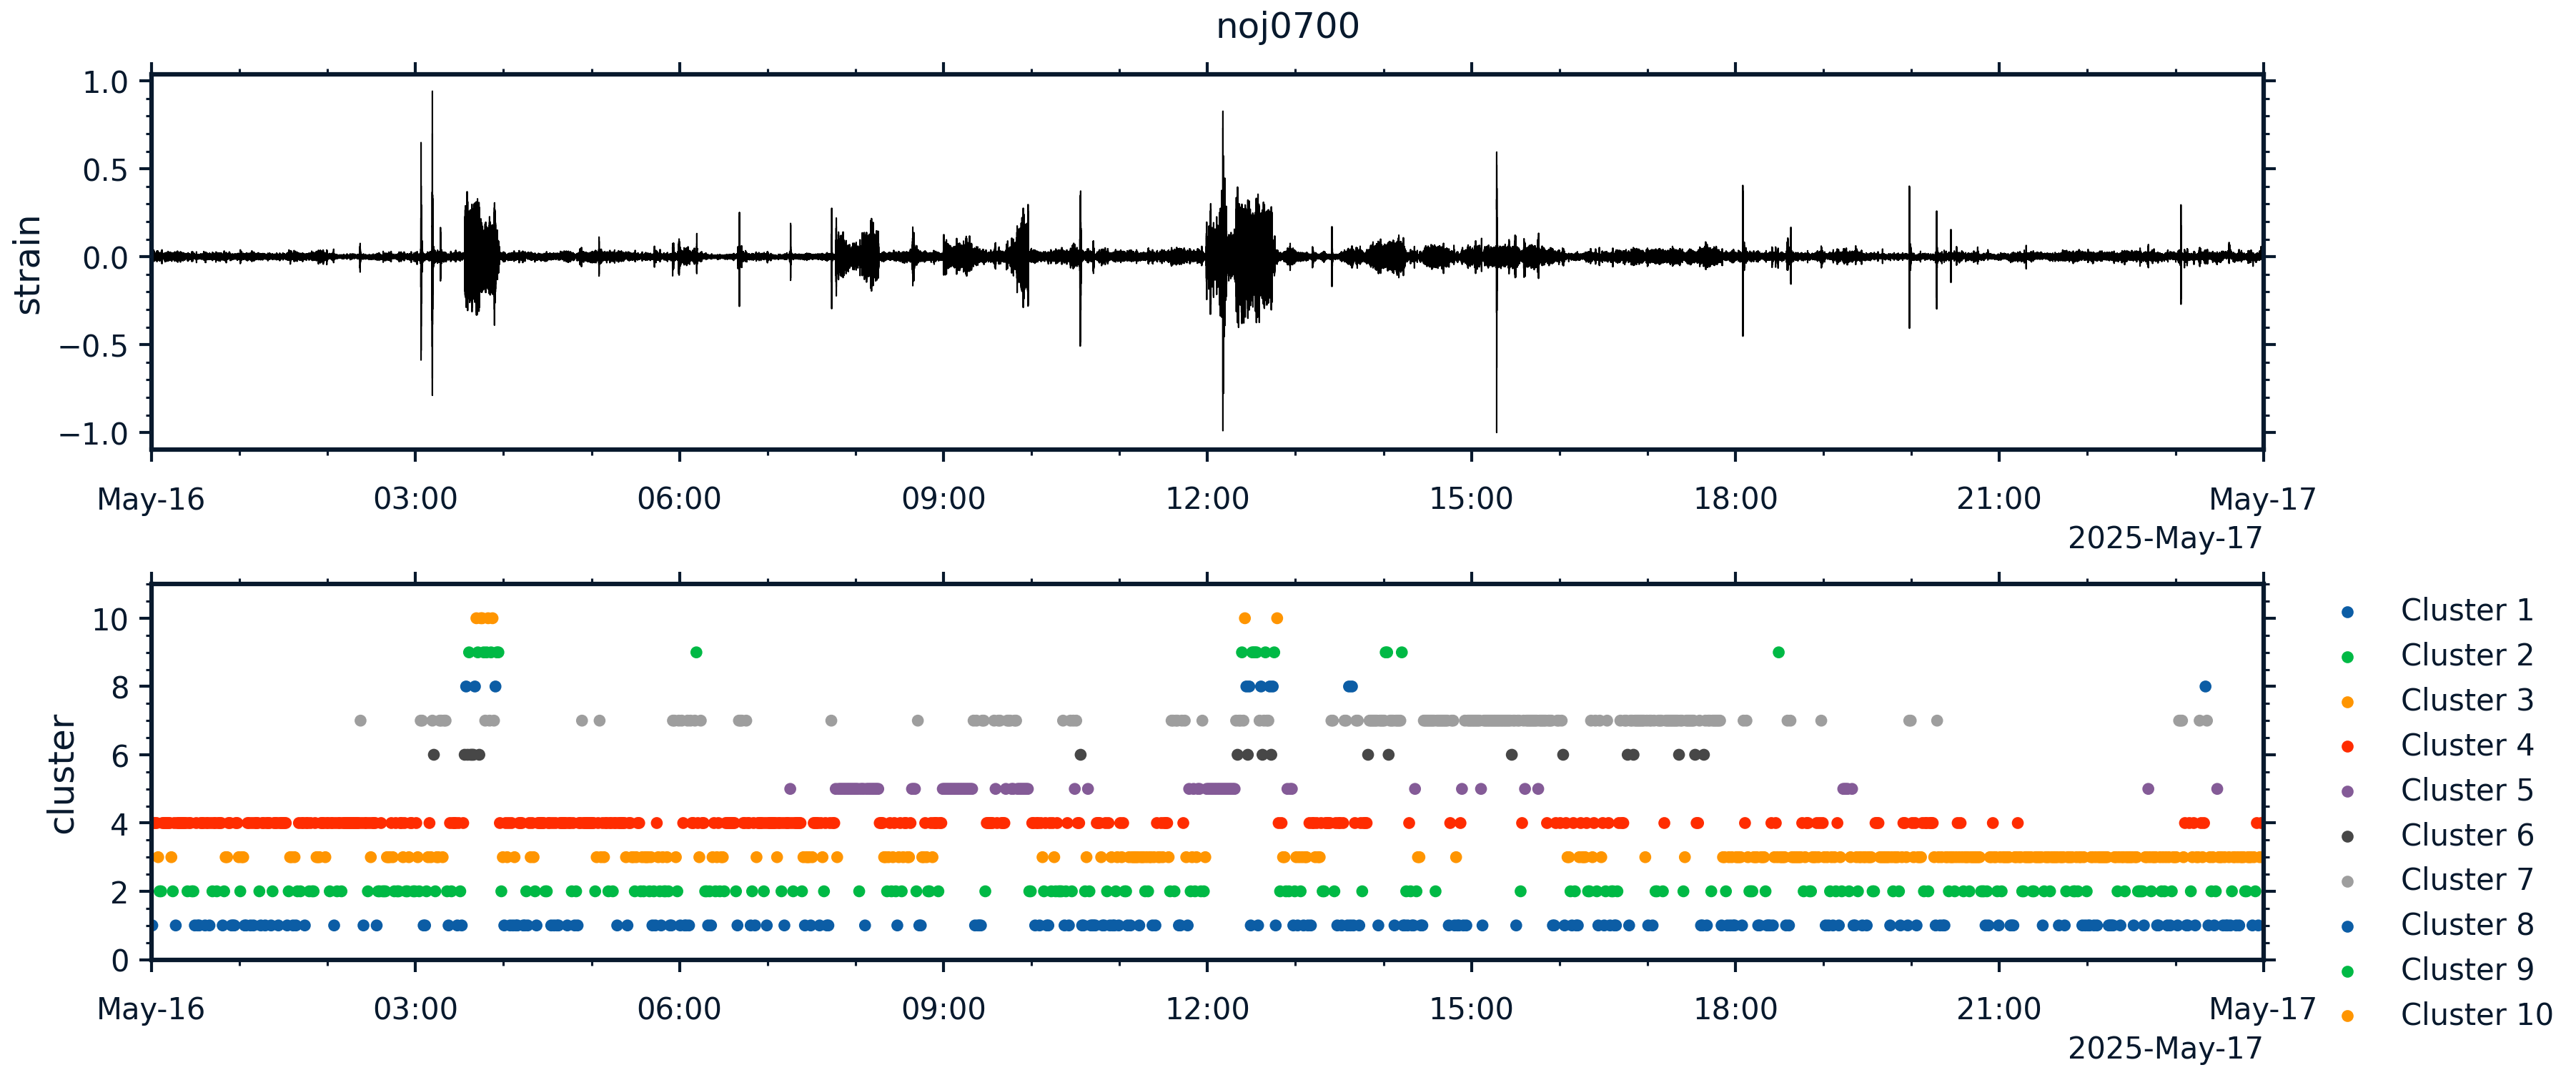 noj0700
1.0
0.5
0.0
−0.5
−1.0
strain
May-16 03:00 06:00 09:00 12:00 15:00 18:00 21:00 May-17
2025-May-17
10
8
6
4
2
0
cluster
May-16 03:00 06:00 09:00 12:00 15:00 18:00 21:00 May-17
2025-May-17
Cluster 1
Cluster 2
Cluster 3
Cluster 4
Cluster 5
Cluster 6
Cluster 7
Cluster 8
Cluster 9
Cluster 10